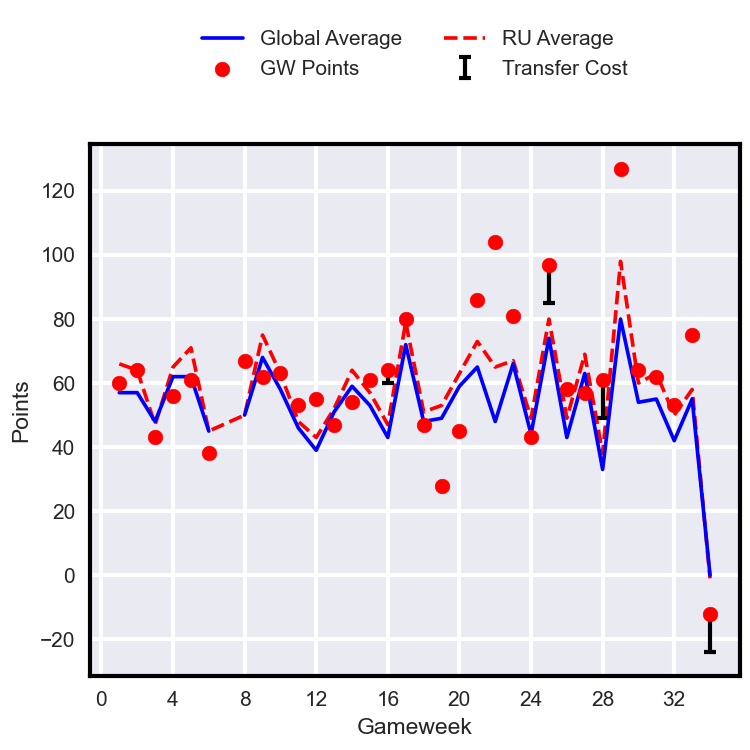 Global Average
RU Average
GW Points
Transfer Cost
120
100
80
60
40
20
0
−20
Points
0 4 8 12 16 20 24 28 32
Gameweek